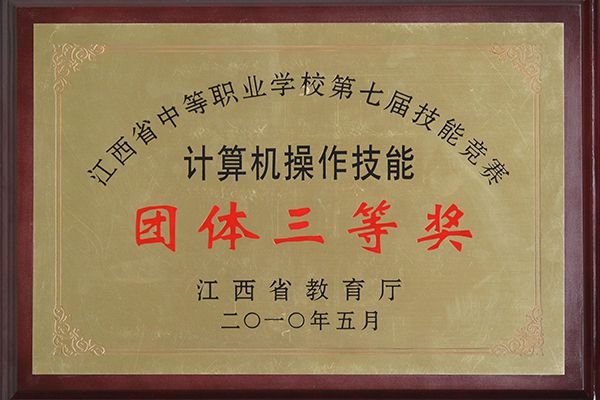 江西省中等职业学校第七届技能竞赛
计算机操作技能
团体三等奖
江西省教育厅
二〇一〇年五月